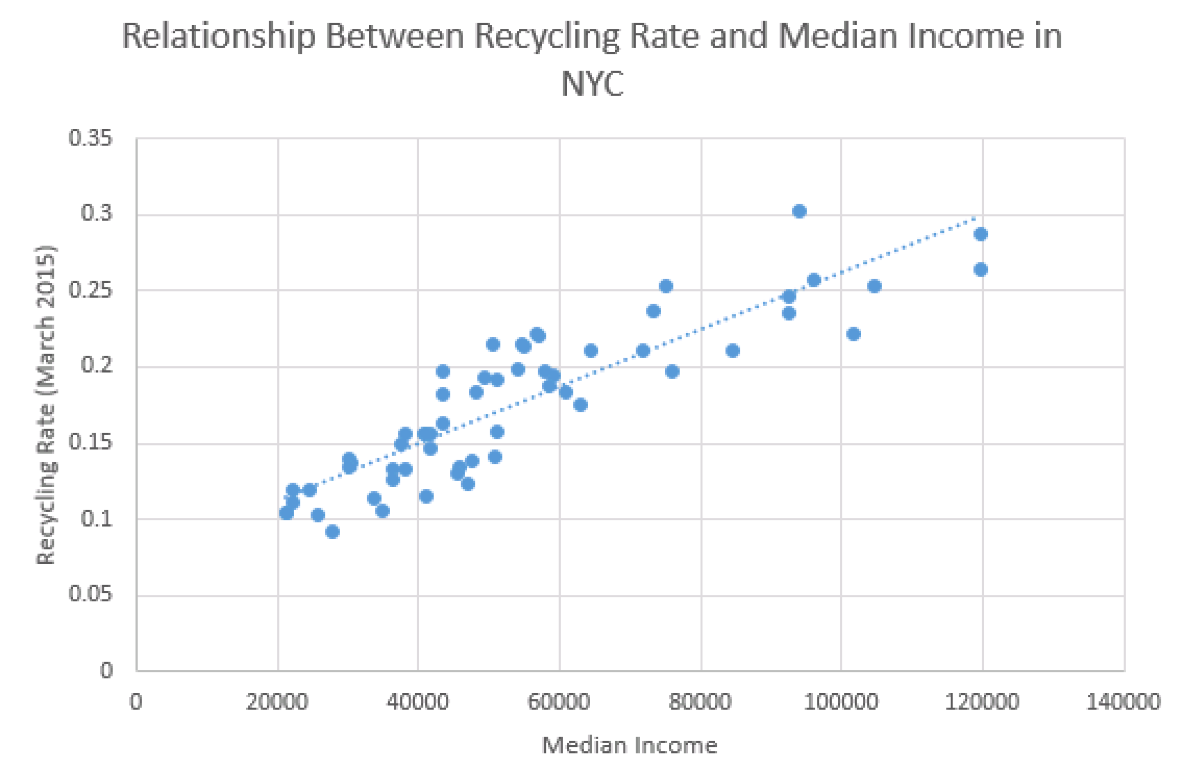 Relationship Between Recycling Rate and Median Income in
NYC
0.35
0.3
0.25
0.2
0.15
0.1
0.05
0
Recycling Rate (March 2015)
0 20000 40000 60000 80000 100000 120000 140000
Median Income